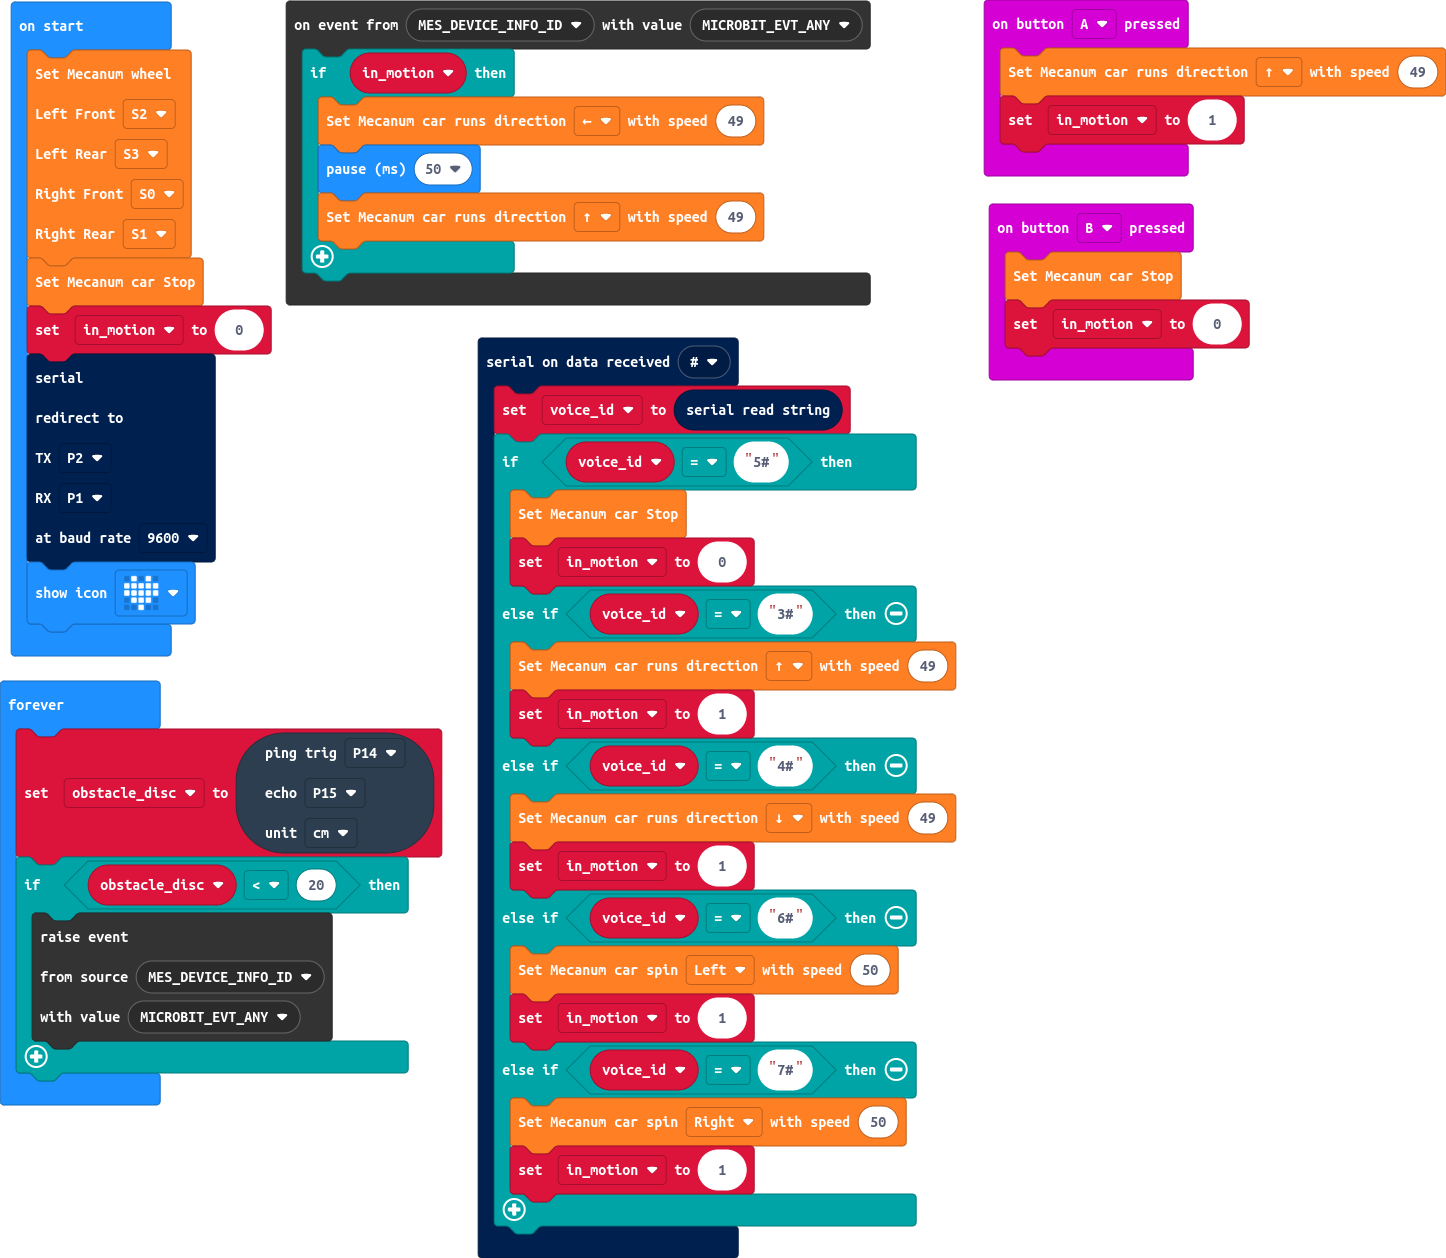 on start
Set Mecanum wheel
Left Front S2
Left Rear S3
Right Front S0
Right Rear S1
Set Mecanum car Stop
set in_motion to 0
serial
redirect to
TX P2
RX P1
at baud rate 9600
show icon
on event from MES_DEVICE_INFO_ID with value MICROBIT_EVT_ANY
if in_motion then
Set Mecanum car runs direction ← with speed 49
pause (ms) 50
Set Mecanum car runs direction ↑ with speed 49
on button A pressed
Set Mecanum car runs direction ↑ with speed 49
set in_motion to 1
on button B pressed
Set Mecanum car Stop
set in_motion to 0
serial on data received #
set voice_id to serial read string
if voice_id = "5#" then
Set Mecanum car Stop
set in_motion to 0
else if voice_id = "3#" then
Set Mecanum car runs direction ↑ with speed 49
set in_motion to 1
else if voice_id = "4#" then
Set Mecanum car runs direction ↓ with speed 49
set in_motion to 1
else if voice_id = "6#" then
Set Mecanum car spin Left with speed 50
set in_motion to 1
else if voice_id = "7#" then
Set Mecanum car spin Right with speed 50
set in_motion to 1
forever
set obstacle_disc to ping trig P14
echo P15
unit cm
if obstacle_disc < 20 then
raise event
from source MES_DEVICE_INFO_ID
with value MICROBIT_EVT_ANY